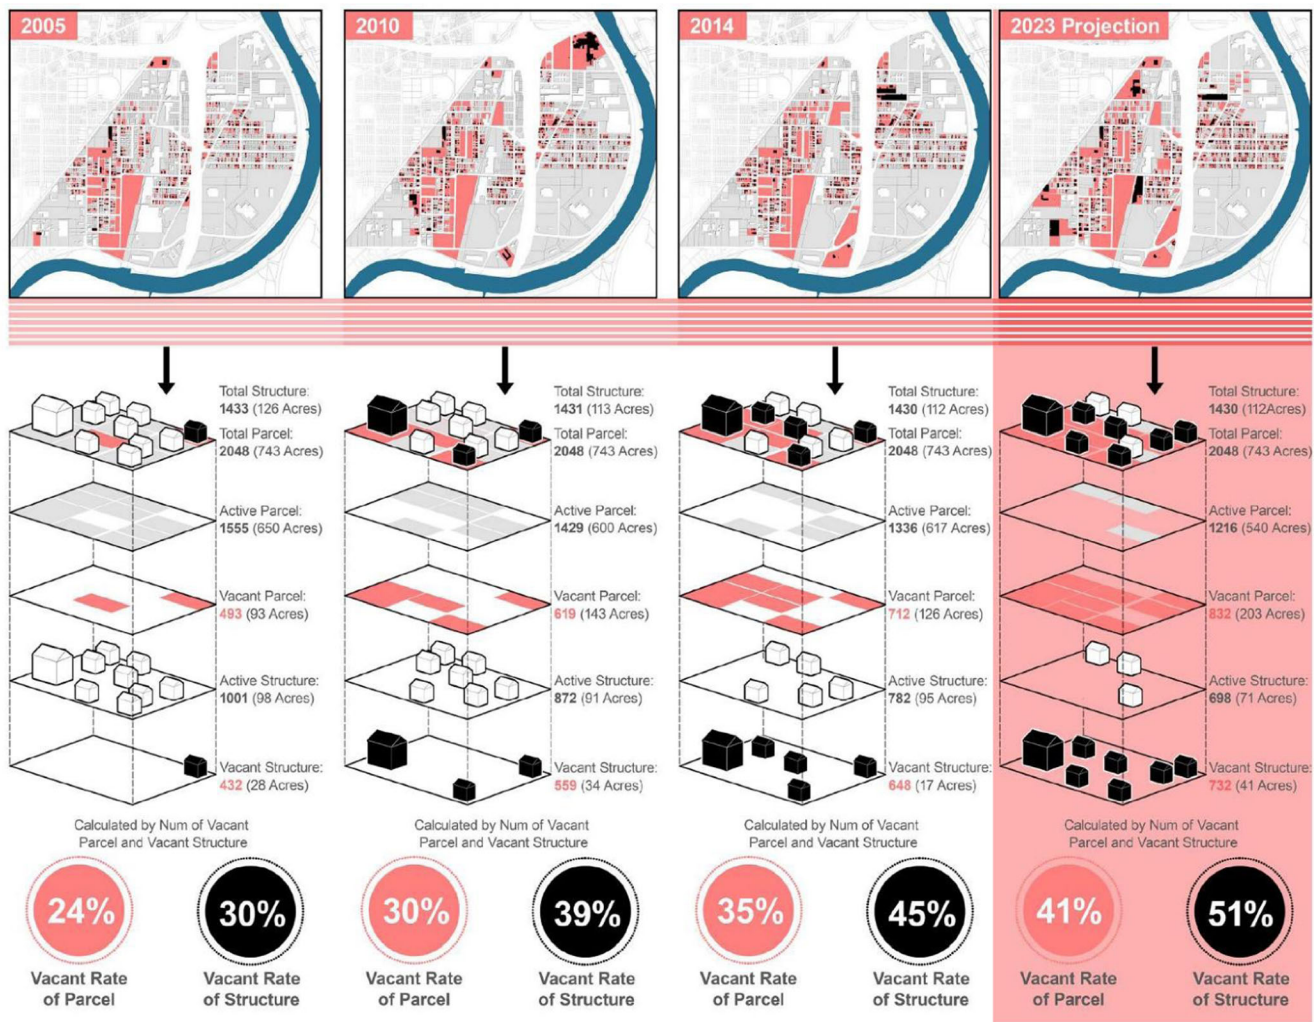 2005
2010
2014
2023 Projection
Total Structure:
1433 (126 Acres)
Total Parcel:
2048 (743 Acres)
Active Parcel:
1555 (650 Acres)
Vacant Parcel:
493 (93 Acres)
Active Structure:
1001 (98 Acres)
Vacant Structure:
432 (28 Acres)
Calculated by Num of Vacant
Parcel and Vacant Structure
24%
Vacant Rate
of Parcel
30%
Vacant Rate
of Structure
Total Structure:
1431 (113 Acres)
Total Parcel:
2048 (743 Acres)
Active Parcel:
1429 (600 Acres)
Vacant Parcel:
619 (143 Acres)
Active Structure:
872 (91 Acres)
Vacant Structure:
559 (34 Acres)
Calculated by Num of Vacant
Parcel and Vacant Structure
30%
Vacant Rate
of Parcel
39%
Vacant Rate
of Structure
Total Structure:
1430 (112 Acres)
Total Parcel:
2048 (743 Acres)
Active Parcel:
1336 (617 Acres)
Vacant Parcel:
712 (126 Acres)
Active Structure:
782 (95 Acres)
Vacant Structure:
648 (17 Acres)
Calculated by Num of Vacant
Parcel and Vacant Structure
35%
Vacant Rate
of Parcel
45%
Vacant Rate
of Structure
Total Structure:
1430 (112Acres)
Total Parcel:
2048 (743 Acres)
Active Parcel:
1216 (540 Acres)
Vacant Parcel:
832 (203 Acres)
Active Structure:
698 (71 Acres)
Vacant Structure:
732 (41 Acres)
Calculated by Num of Vacant
Parcel and Vacant Structure
41%
Vacant Rate
of Parcel
51%
Vacant Rate
of Structure